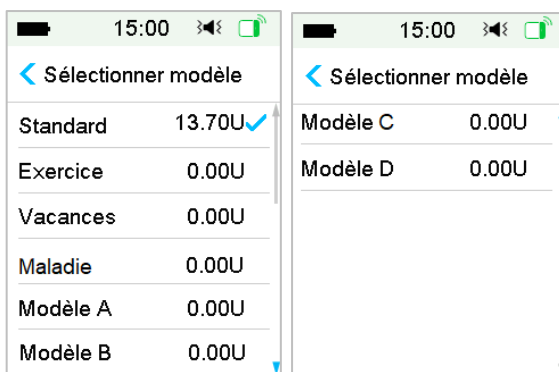 15:00
Sélectionner modèle
Standard 13.70U
Exercice 0.00U
Vacances 0.00U
Maladie 0.00U
Modèle A 0.00U
Modèle B 0.00U
15:00
Sélectionner modèle
Modèle C 0.00U
Modèle D 0.00U